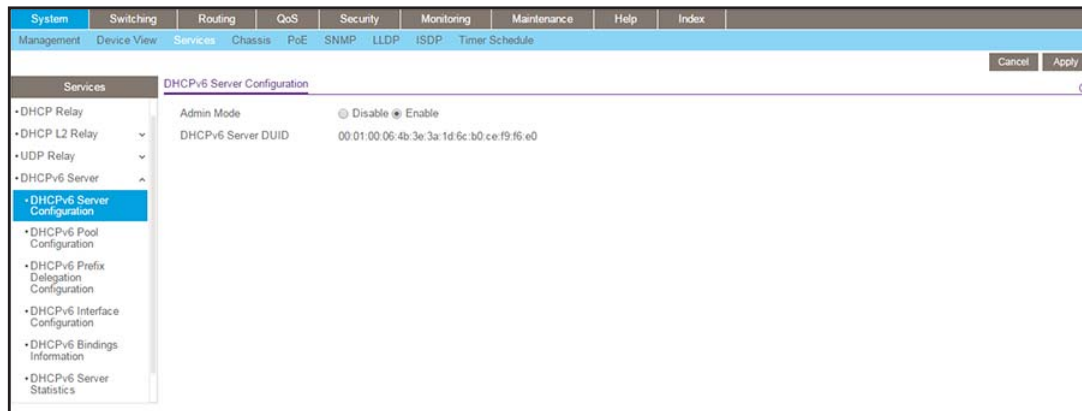 System Switching Routing QoS Security Monitoring Maintenance Help Index
Management Device View Services Chassis PoE SNMP LLDP ISDP Timer Schedule
Cancel Apply
Services
•DHCP Relay
•DHCP L2 Relay
•UDP Relay
•DHCPv6 Server
•DHCPv6 Server
Configuration
•DHCPv6 Pool
Configuration
•DHCPv6 Prefix
Delegation
Configuration
•DHCPv6 Interface
Configuration
•DHCPv6 Bindings
Information
•DHCPv6 Server
Statistics
DHCPv6 Server Configuration
Admin Mode Disable Enable
DHCPv6 Server DUID 00:01:00:06:4b:3e:3a:1d:6c:b0:ce:f9:f6:e0